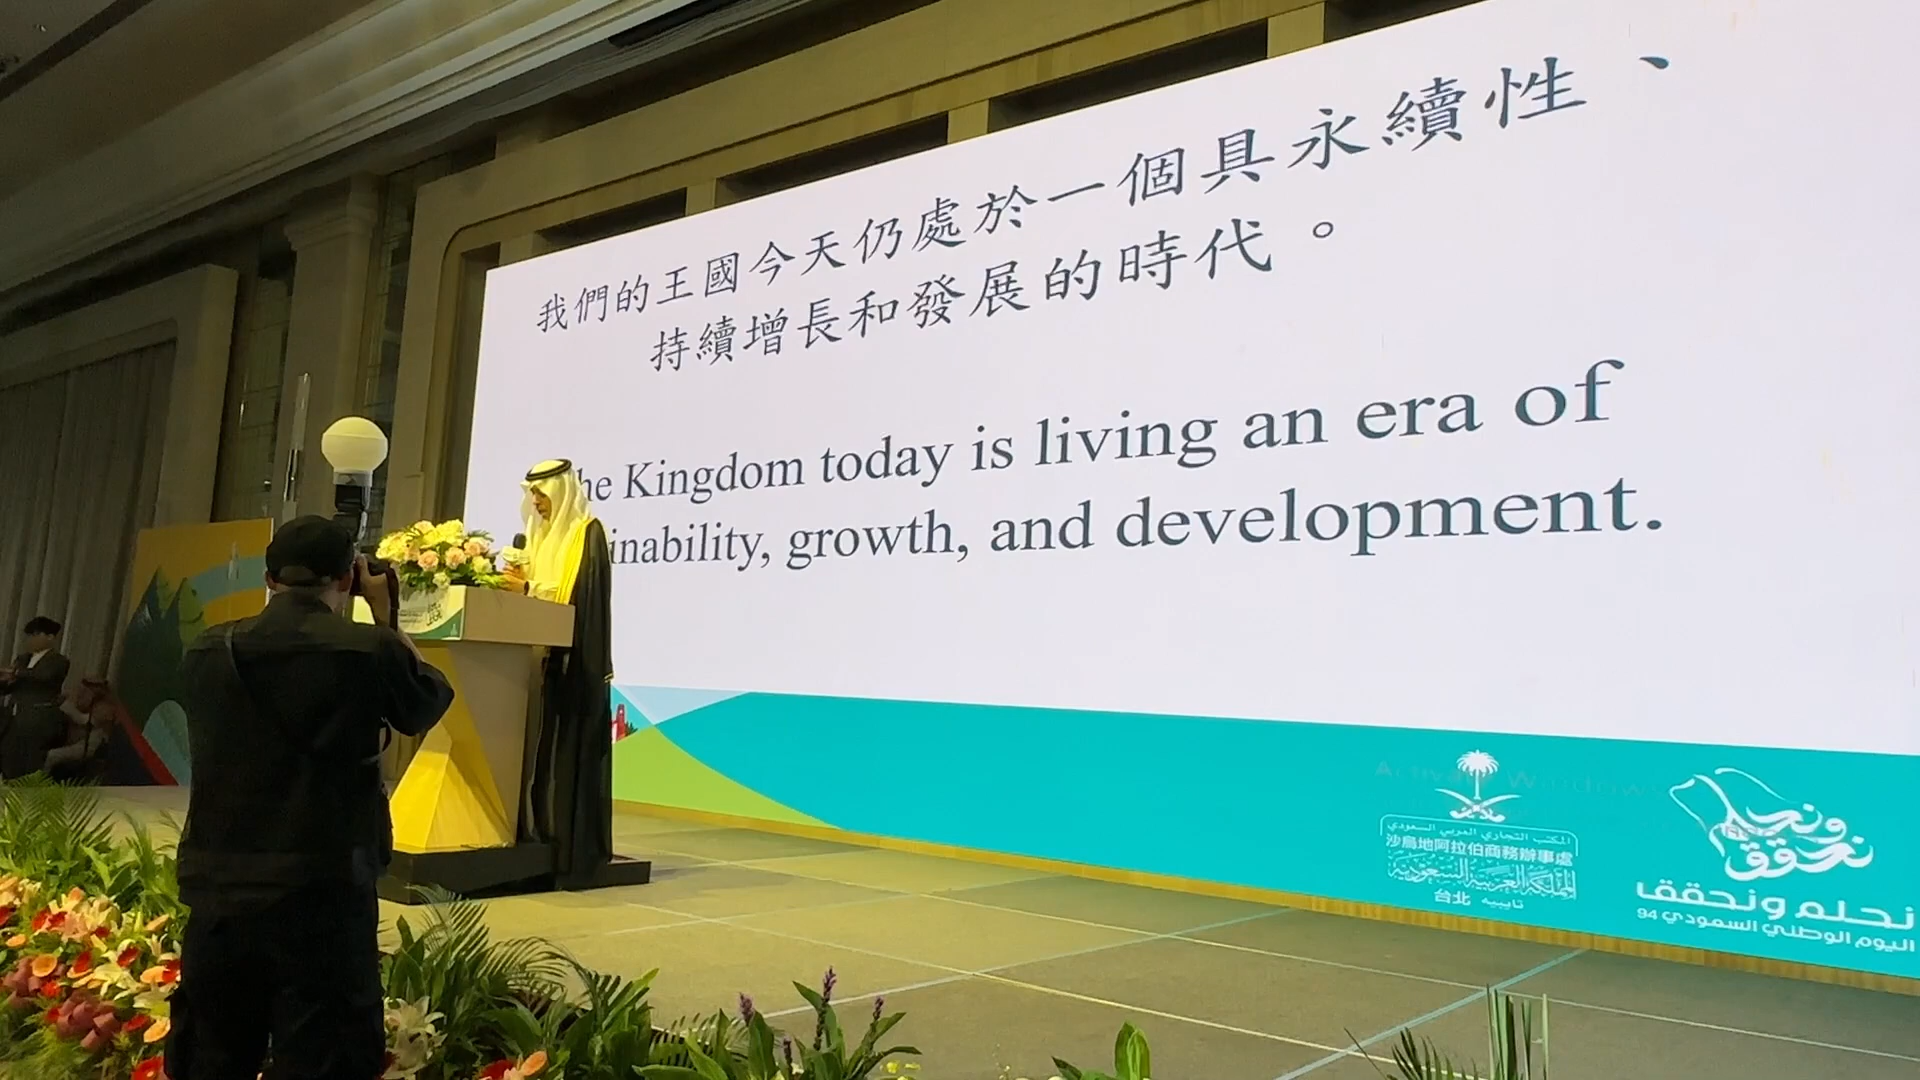 我們的王國今天仍處於一個具永續性、
持續增長和發展的時代。
he Kingdom today is living an era of
inability, growth, and development.
Activate Windows
المكتب التجاري العربي السعودي
沙烏地阿拉伯商務辦事處
المملكة العربية السعودية
台北 تايبيه
نحلم ونحقق
نحلم ونحقق
اليوم الوطني السعودي 94